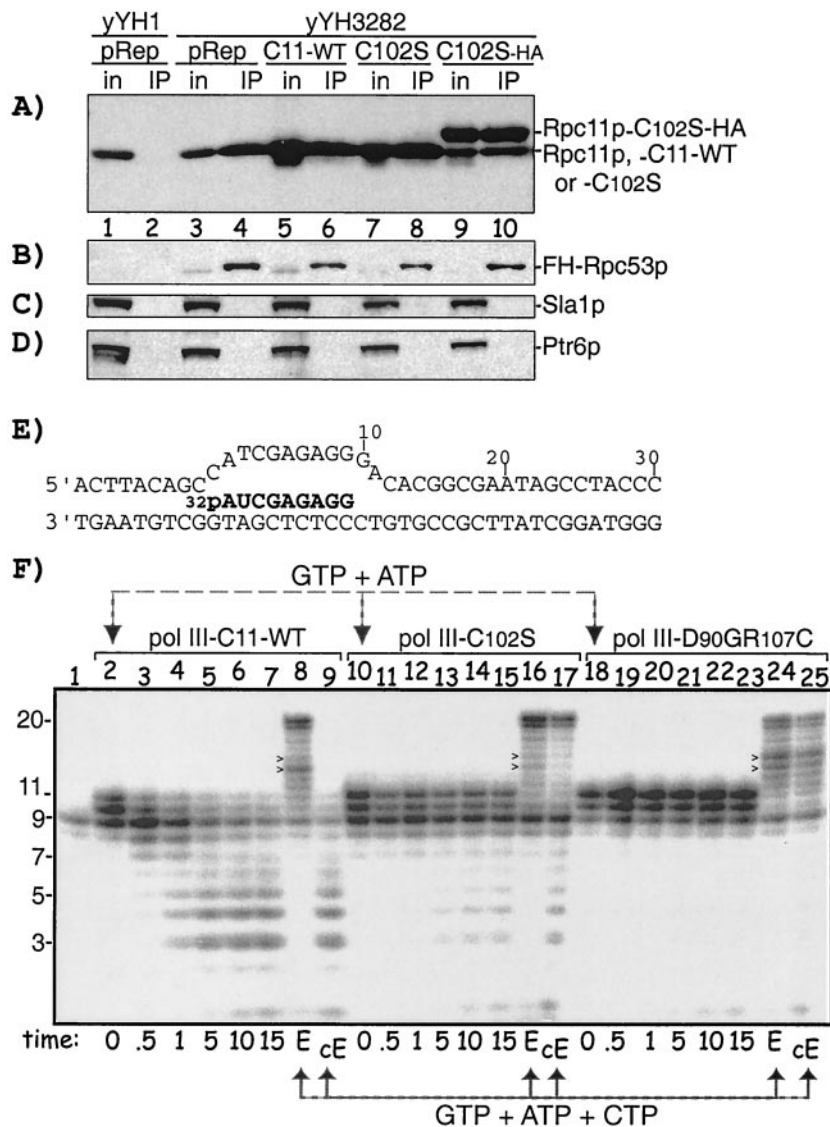 yYH1 yYH3282
pRep pRep C11-WT C102S C102S-HA
in IP in IP in IP in IP in IP
A)
Rpc11p-C102S-HA
Rpc11p, -C11-WT
or -C102S
1 2 3 4 5 6 7 8 9 10
B)
FH-Rpc53p
C)
Sla1p
D)
Ptr6p
E)
10 20 30
5'ACTTACAGCCATCGAGAGGGACACGGCGAATAGCCTACCC
32pAUCGAGAGG
3'TGAATGTCGGTAGCTCTCCCTGTGCCGCTTATCGGATGGG
F)
GTP + ATP
pol III-C11-WT pol III-C102S pol III-D90GR107C
1 2 3 4 5 6 7 8 9 10 11 12 13 14 15 16 17 18 19 20 21 22 23 24 25
20-
11-
9-
7-
5-
3-
time: 0 .5 1 5 10 15 E cE 0 .5 1 5 10 15 E cE 0 .5 1 5 10 15 E cE
GTP + ATP + CTP